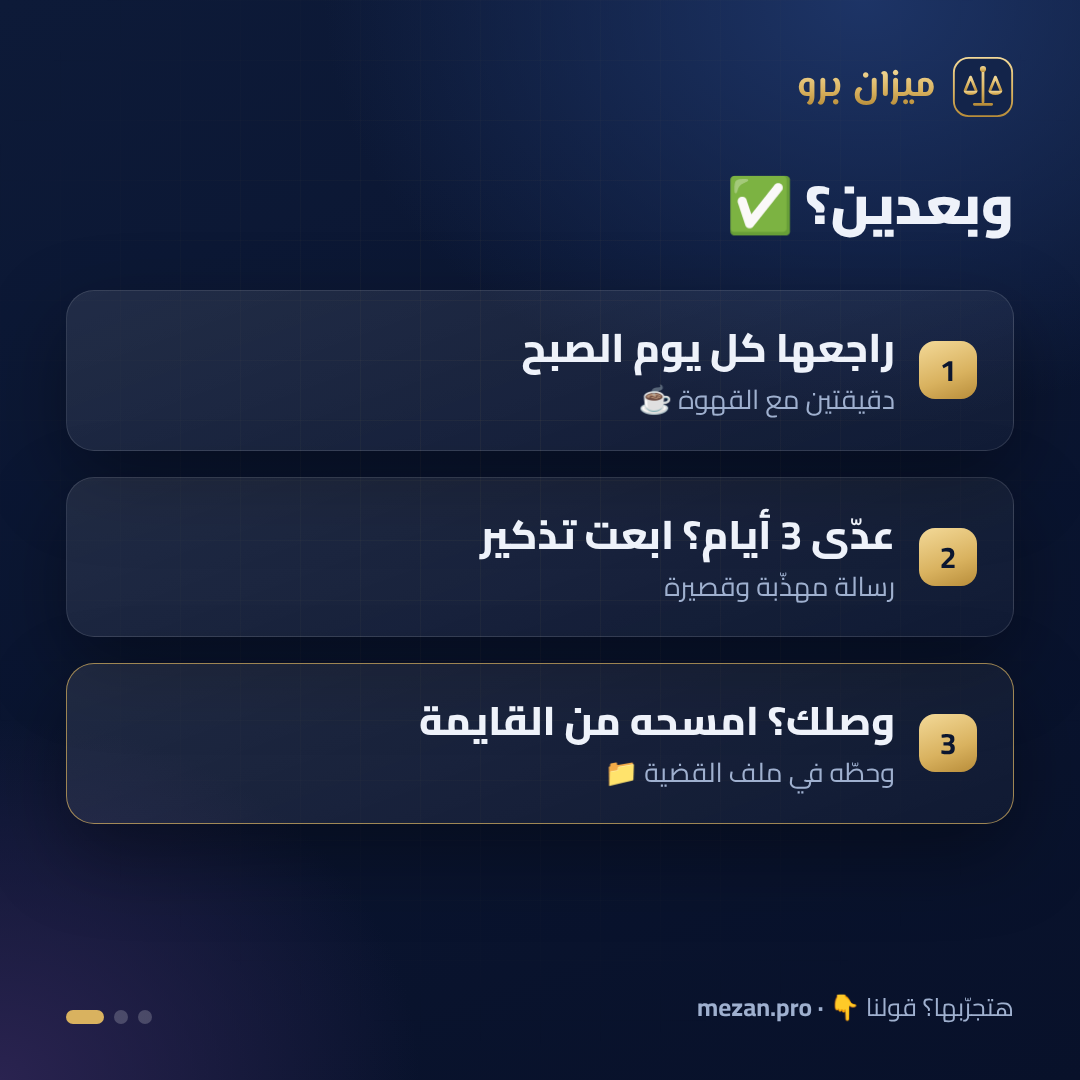 ميزان برو
وبعدين؟ ✅
1
راجعها كل يوم الصبح
دقيقتين مع القهوة ☕
2
عدّى 3 أيام؟ ابعت تذكير
رسالة مهذّبة وقصيرة
3
وصلك؟ امسحه من القايمة
وحطّه في ملف القضية 📁
هتجرّبها؟ قولنا 👇 · mezan.pro